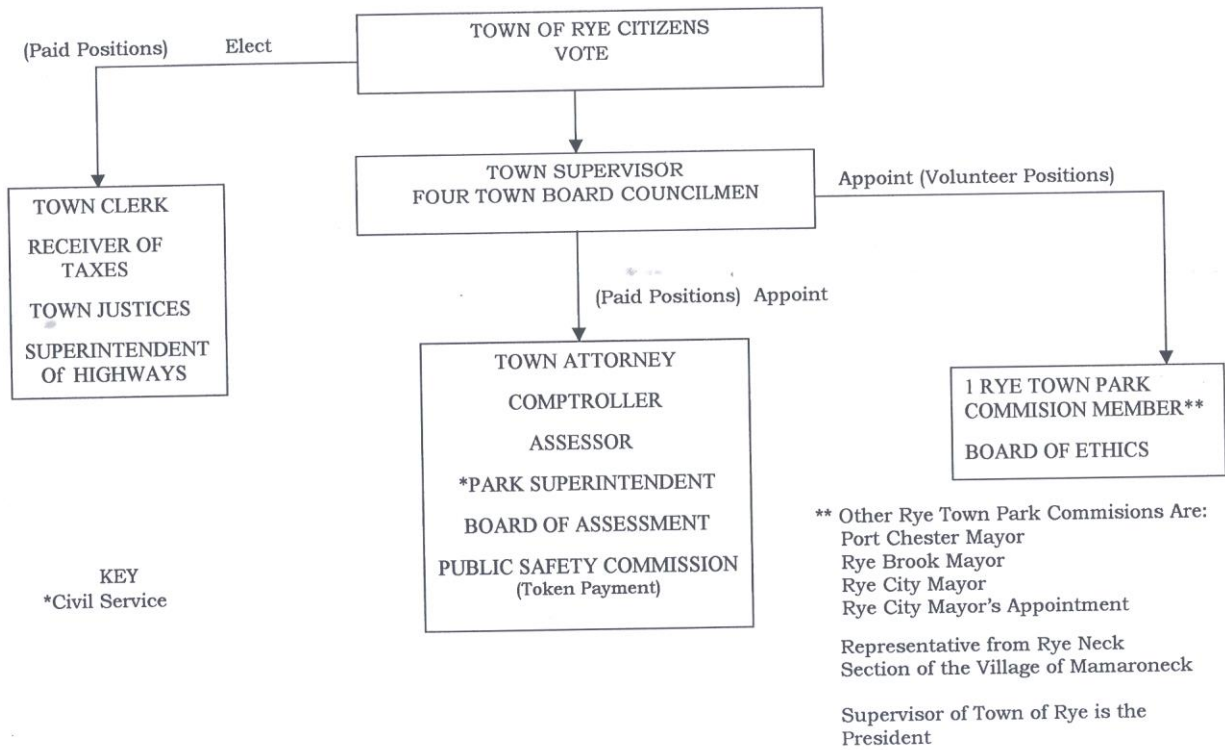 TOWN OF RYE CITIZENS
VOTE
(Paid Positions) Elect
TOWN SUPERVISOR
FOUR TOWN BOARD COUNCILMEN
Appoint (Volunteer Positions)
TOWN CLERK
RECEIVER OF
TAXES
TOWN JUSTICES
SUPERINTENDENT
Of HIGHWAYS
(Paid Positions) Appoint
TOWN ATTORNEY
COMPTROLLER
ASSESSOR
*PARK SUPERINTENDENT
BOARD OF ASSESSMENT
PUBLIC SAFETY COMMISSION
(Token Payment)
1 RYE TOWN PARK
COMMISION MEMBER**
BOARD OF ETHICS
KEY
*Civil Service
** Other Rye Town Park Commisions Are:
Port Chester Mayor
Rye Brook Mayor
Rye City Mayor
Rye City Mayor's Appointment
Representative from Rye Neck
Section of the Village of Mamaroneck
Supervisor of Town of Rye is the
President